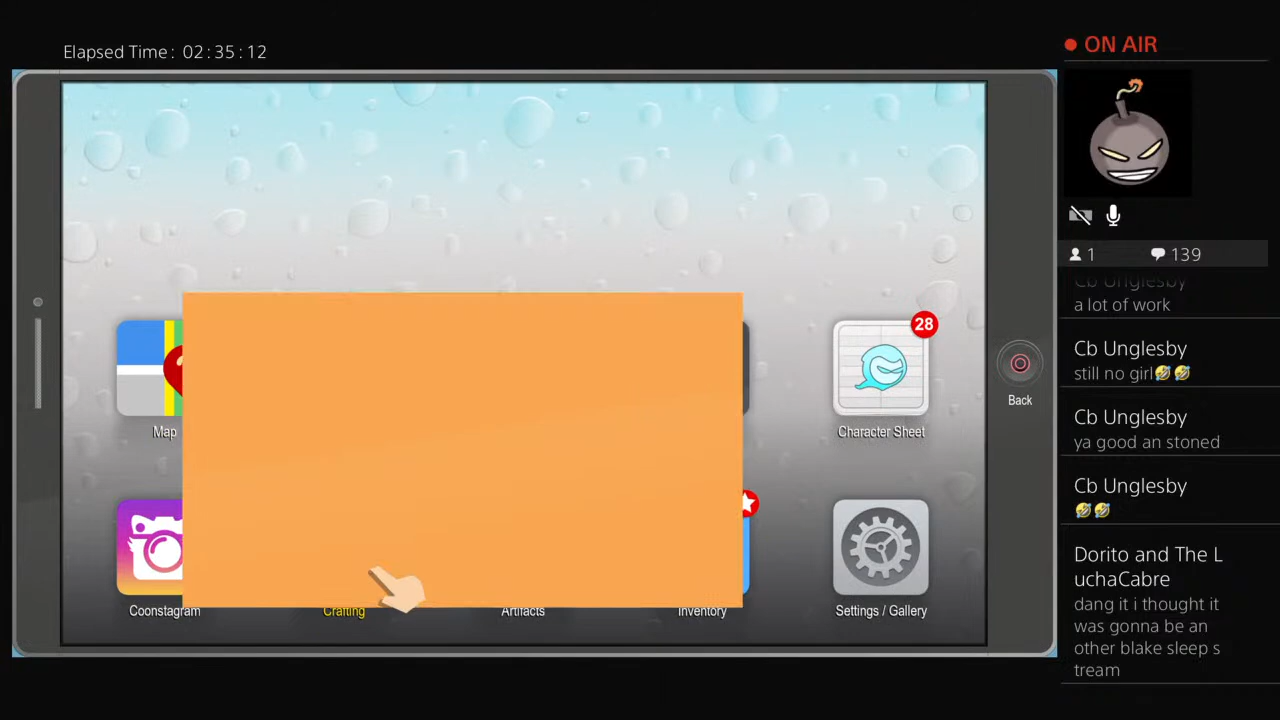 Elapsed Time: 02:35:12
ON AIR
1 139
Cb Unglesby
a lot of work
Cb Unglesby
still no girl🤣🤣
Cb Unglesby
ya good an stoned
Cb Unglesby
🤣🤣
Dorito and The L
uchaCabre
dang it i thought it
was gonna be an
other blake sleep s
tream
28
Map
Character Sheet
Back
Coonstagram
Crafting
Artifacts
Inventory
Settings / Gallery